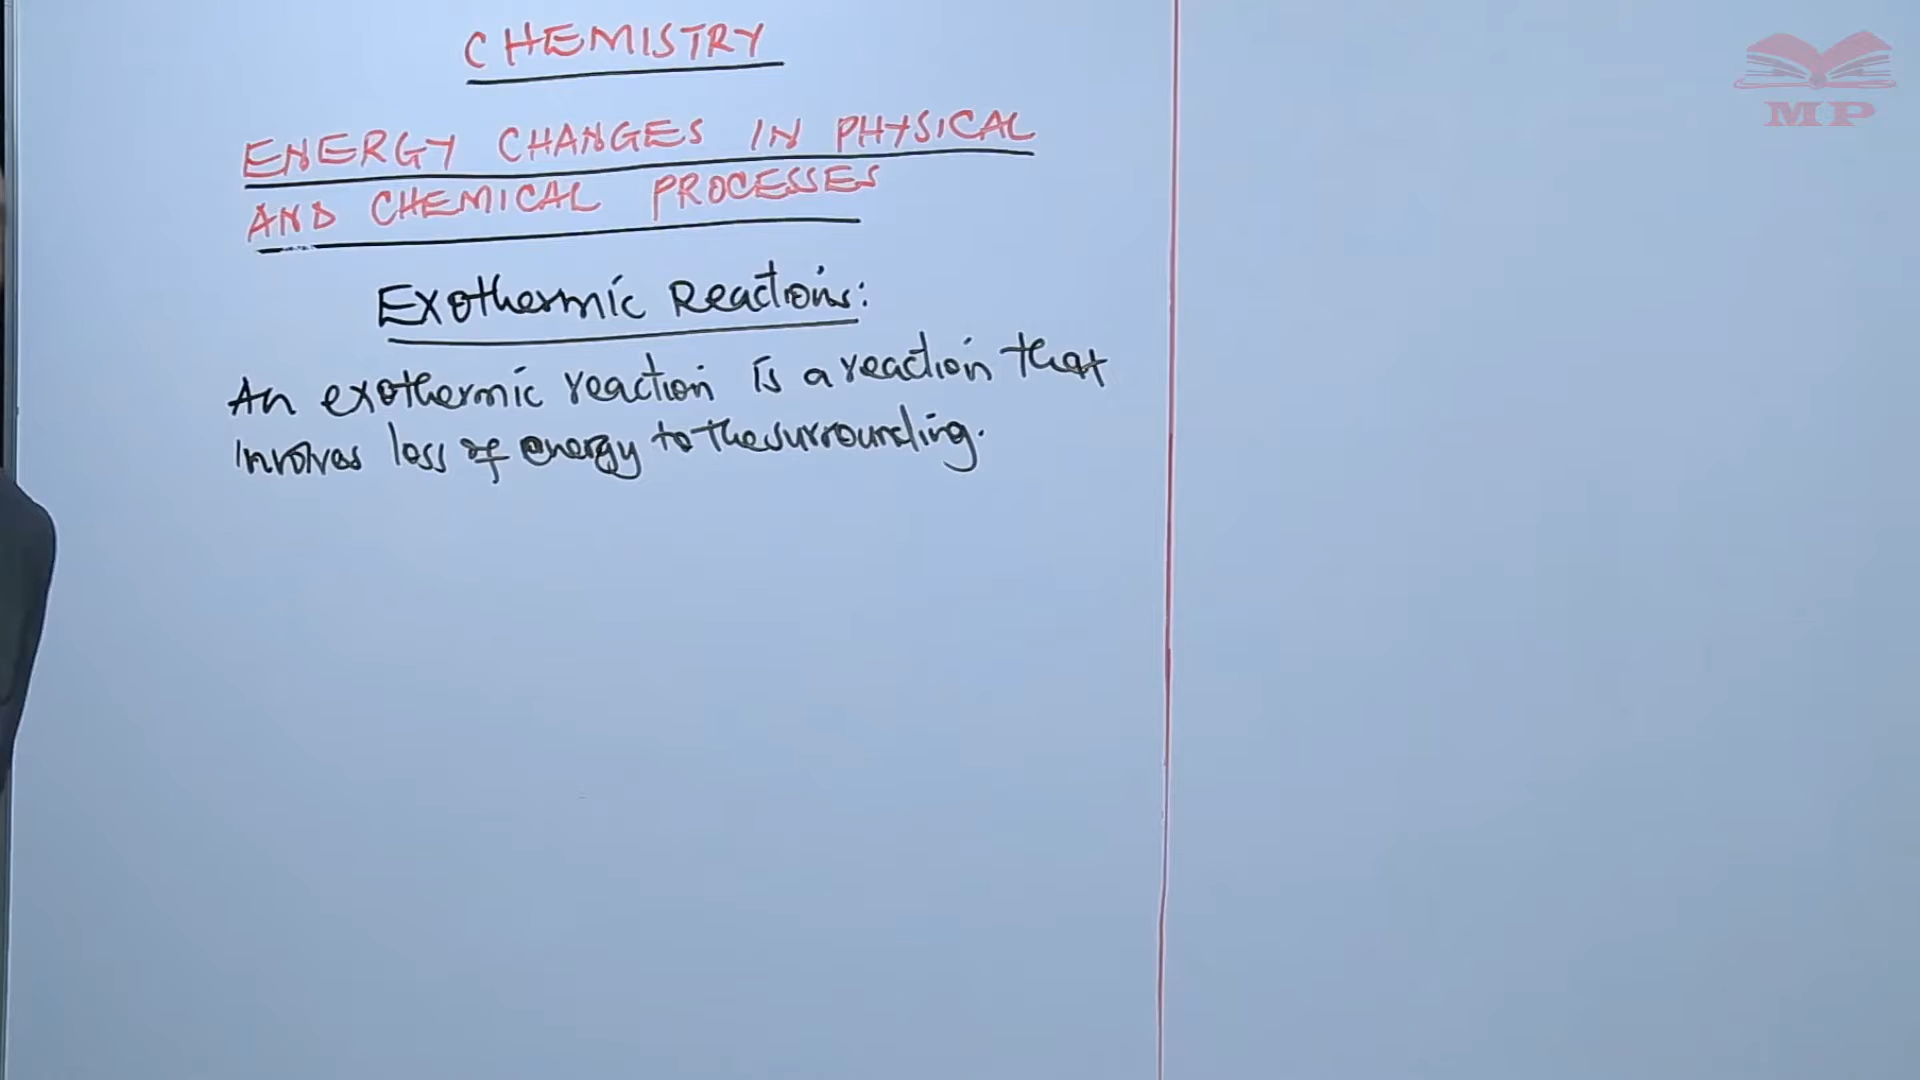 CHEMISTRY
ENERGY CHANGES IN PHYSICAL
AND CHEMICAL PROCESSES
Exothermic Reactions:
An exothermic reaction is a reaction that
involves loss of energy to the surrounding.
MP